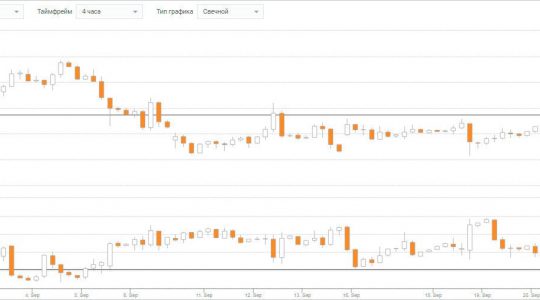 Таймфрейм 4 часа Тип графика Свечной
4. Sep 5. Sep 8. Sep 11. Sep 12. Sep 13. Sep 15. Sep 18. Sep 19. Sep 20. Sep